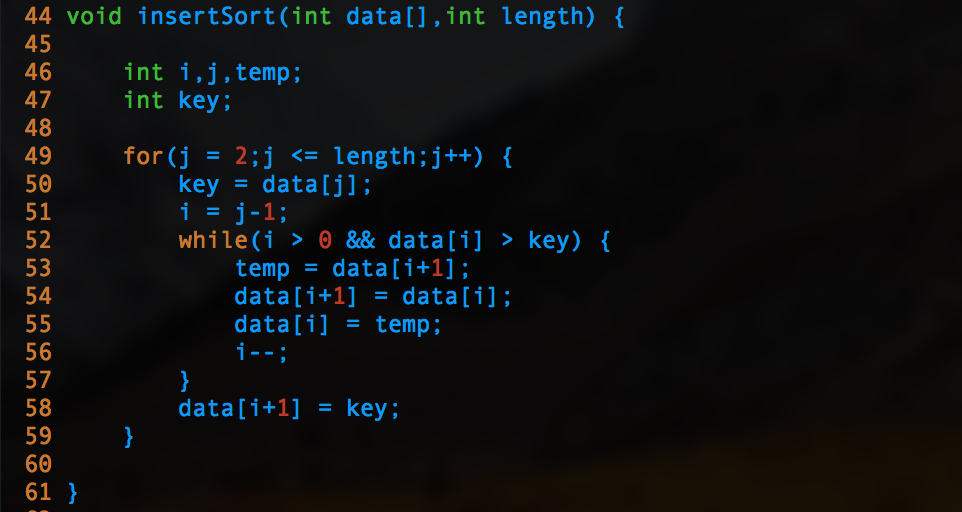 44 void insertSort(int data[],int length) {
45
46     int i,j,temp;
47     int key;
48
49     for(j = 2;j <= length;j++) {
50         key = data[j];
51         i = j-1;
52         while(i > 0 && data[i] > key) {
53             temp = data[i+1];
54             data[i+1] = data[i];
55             data[i] = temp;
56             i--;
57         }
58         data[i+1] = key;
59     }
60
61 }